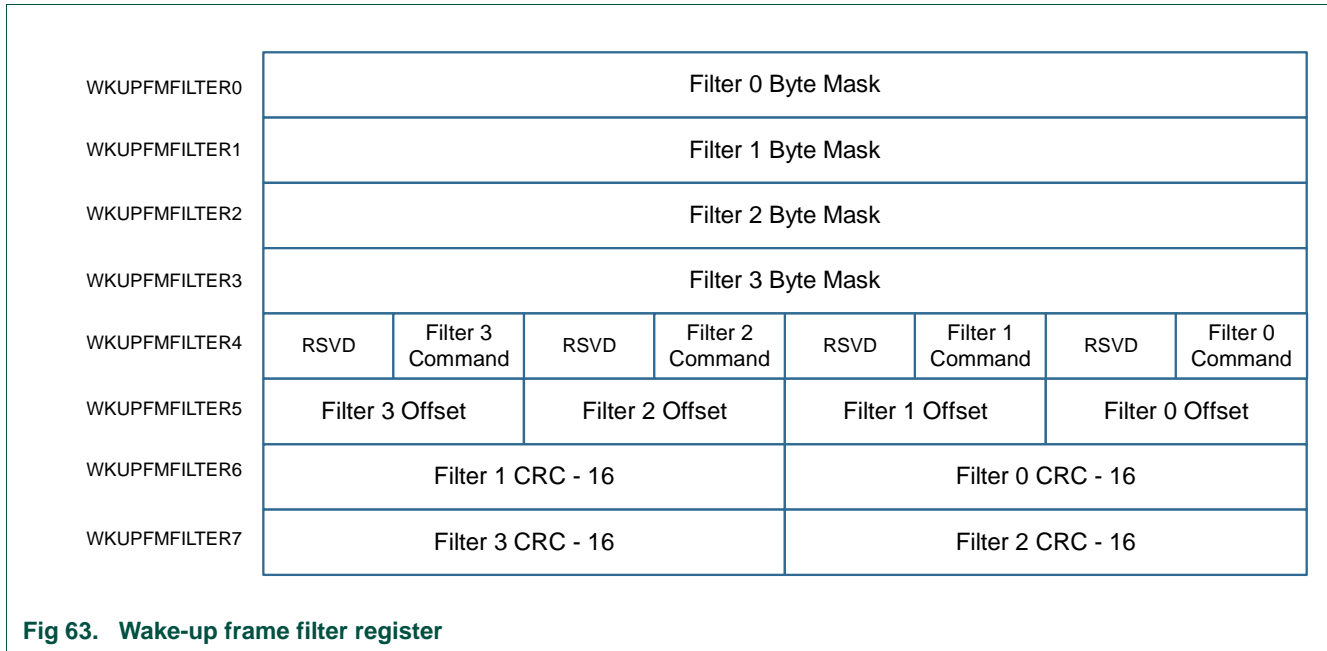 WKUPFMFILTER0 Filter 0 Byte Mask
WKUPFMFILTER1 Filter 1 Byte Mask
WKUPFMFILTER2 Filter 2 Byte Mask
WKUPFMFILTER3 Filter 3 Byte Mask
WKUPFMFILTER4 RSVD Filter 3 Command RSVD Filter 2 Command RSVD Filter 1 Command RSVD Filter 0 Command
WKUPFMFILTER5 Filter 3 Offset Filter 2 Offset Filter 1 Offset Filter 0 Offset
WKUPFMFILTER6 Filter 1 CRC - 16 Filter 0 CRC - 16
WKUPFMFILTER7 Filter 3 CRC - 16 Filter 2 CRC - 16
Fig 63. Wake-up frame filter register